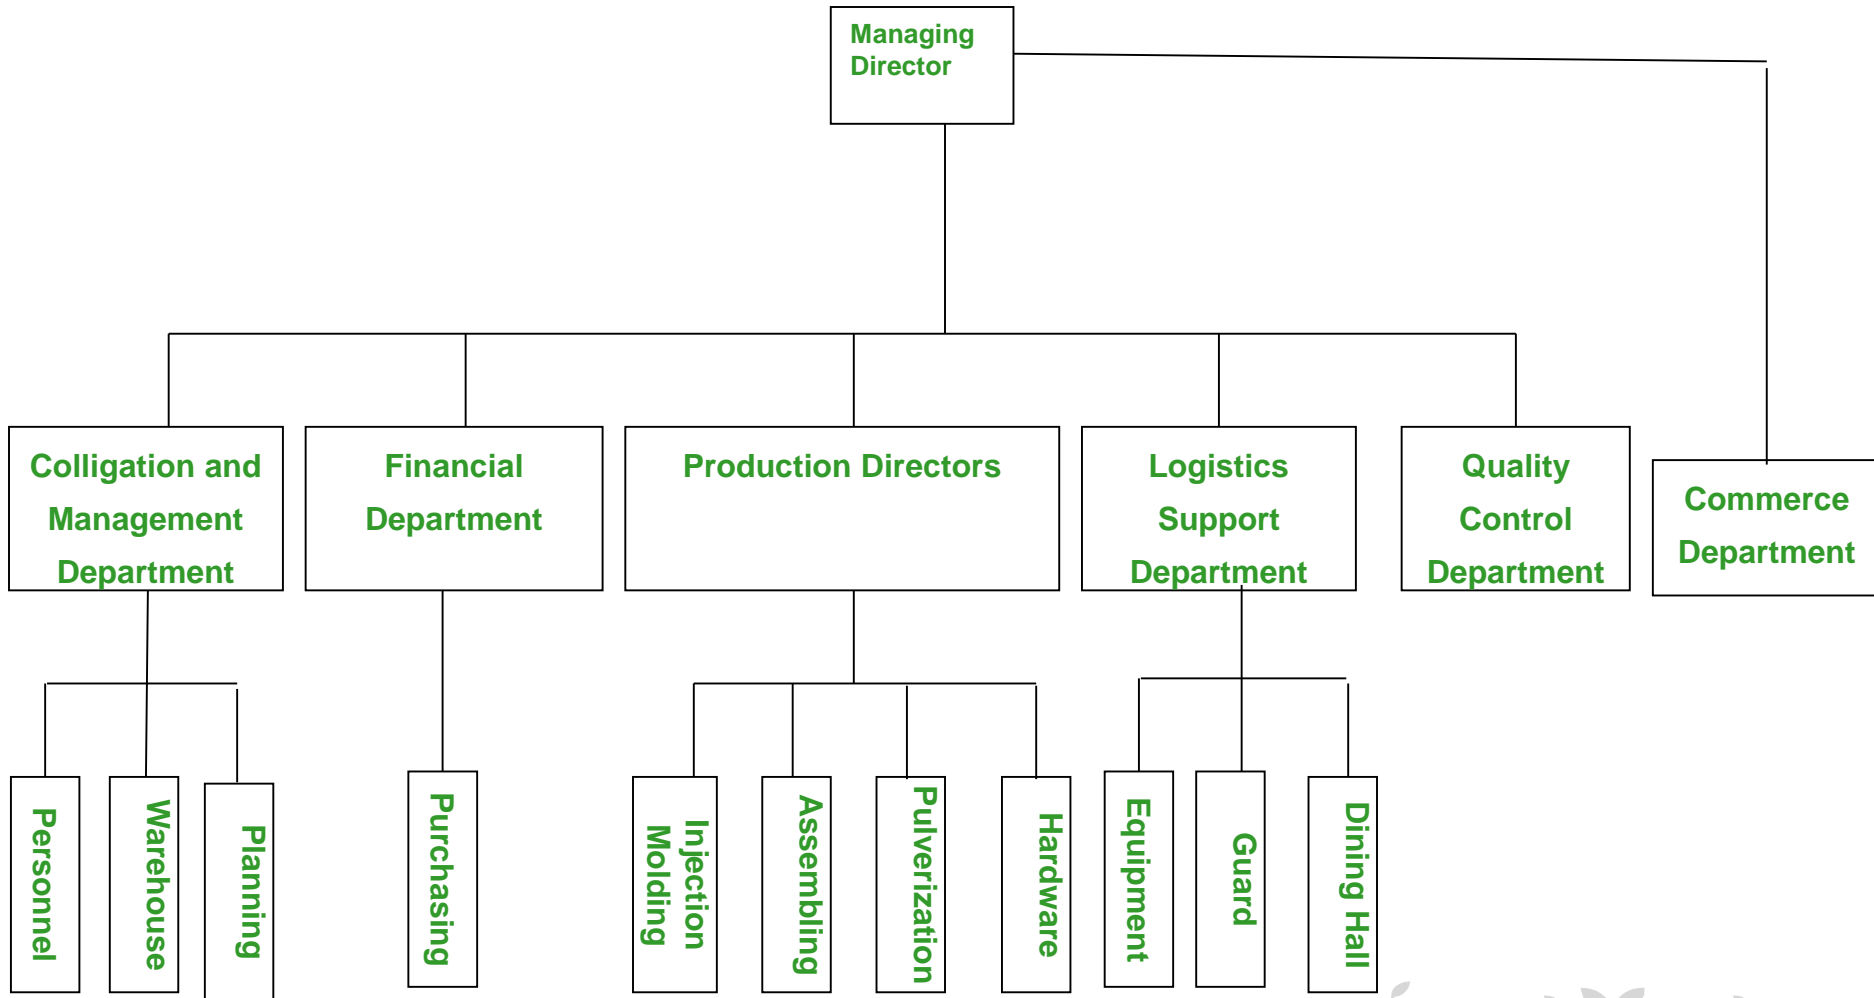 Managing
Director
Colligation and
Management
Department
Financial
Department
Production Directors
Logistics
Support
Department
Quality
Control
Department
Commerce
Department
Personnel
Warehouse
Planning
Purchasing
Injection
Molding
Assembling
Pulverization
Hardware
Equipment
Guard
Dining Hall